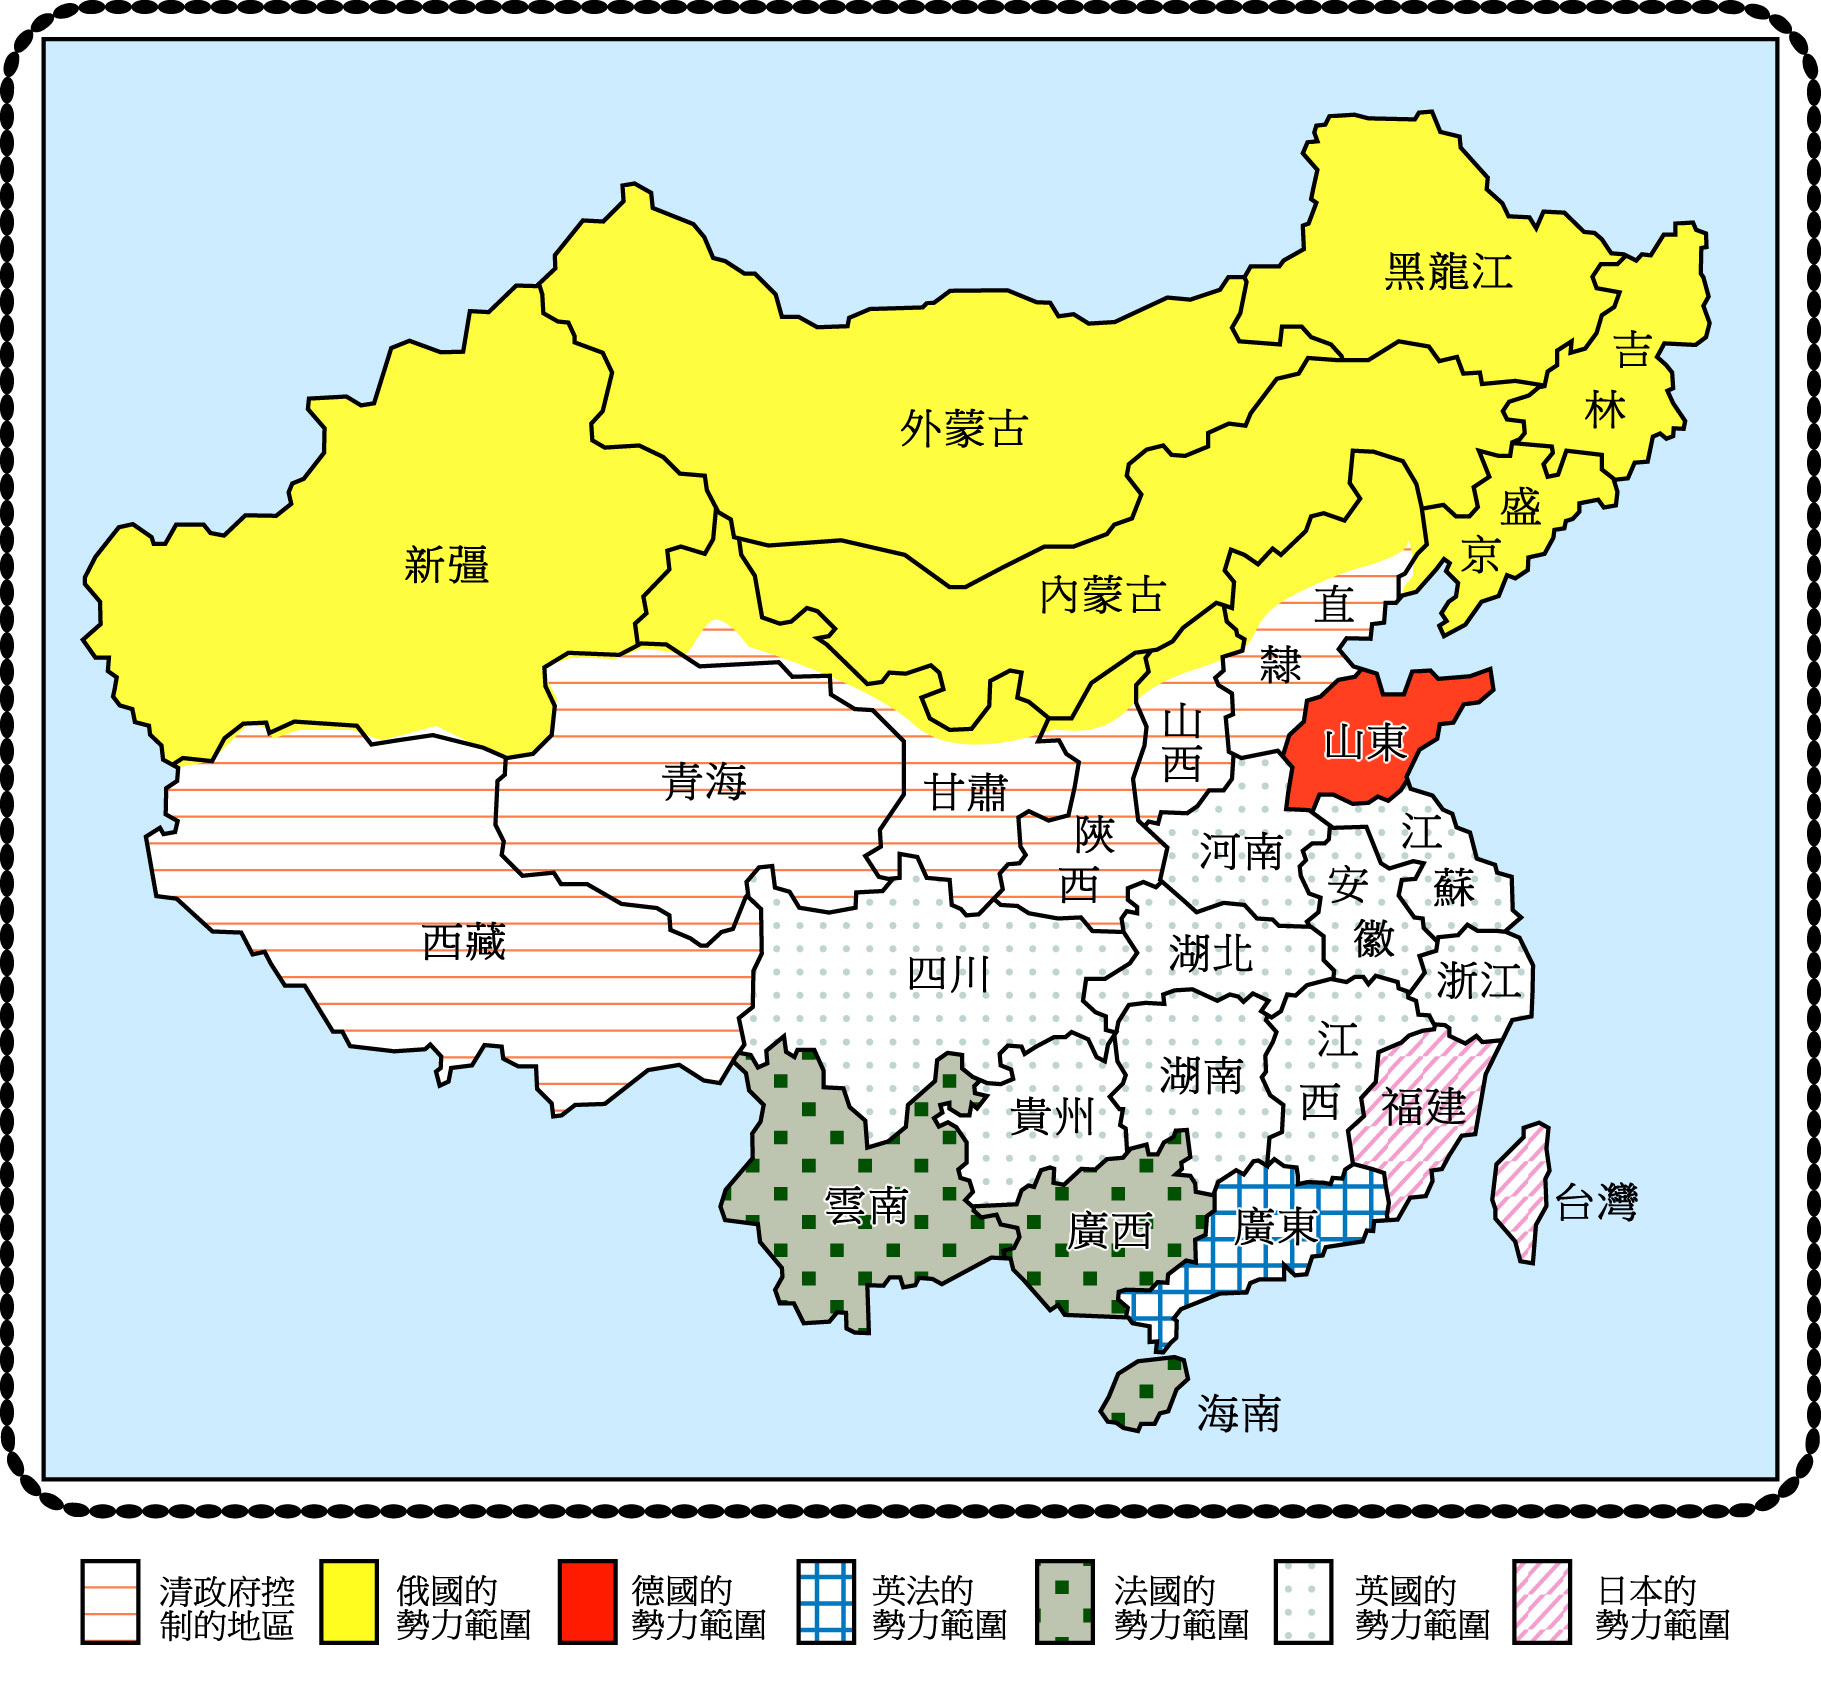 黑龍江
吉
林
外蒙古
盛
京
新疆
內蒙古
直
隸
山
西
山東
青海
甘肅
陝
西
河南
江
蘇
安
徽
西藏
四川
湖北
浙江
江
西
湖南
貴州
福建
雲南
廣西
廣東
台灣
海南
清政府控
制的地區
俄國的
勢力範圍
德國的
勢力範圍
英法的
勢力範圍
法國的
勢力範圍
英國的
勢力範圍
日本的
勢力範圍